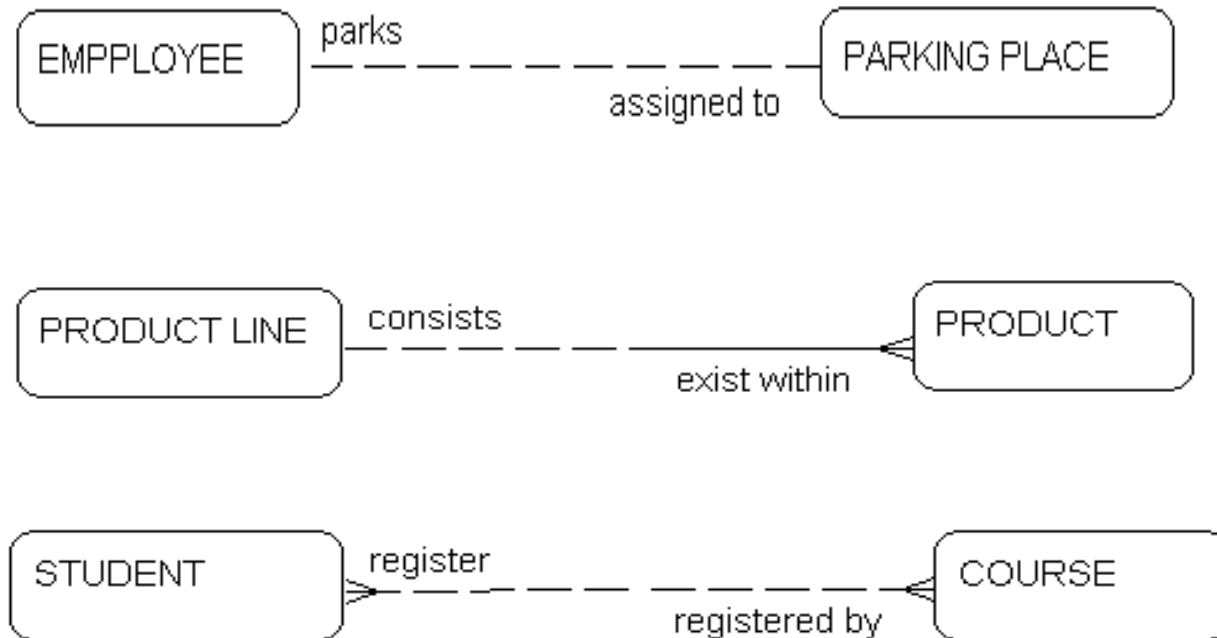 EMPPLOYEE
parks
assigned to
PARKING PLACE
PRODUCT LINE
consists
exist within
PRODUCT
STUDENT
register
registered by
COURSE